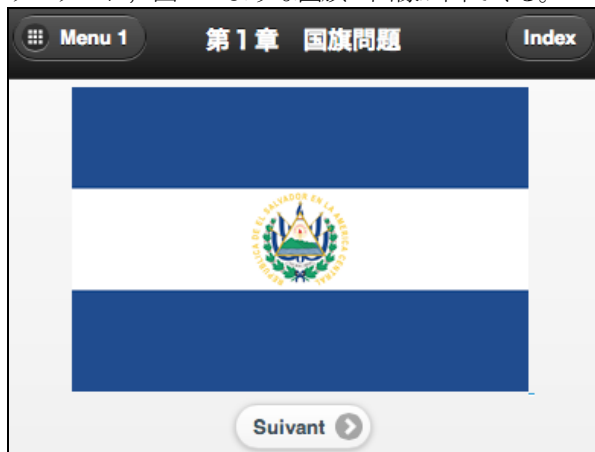 Menu 1
第１章　国旗問題
Index
REPUBLICA DE EL SALVADOR EN LA AMERICA CENTRAL
Suivant